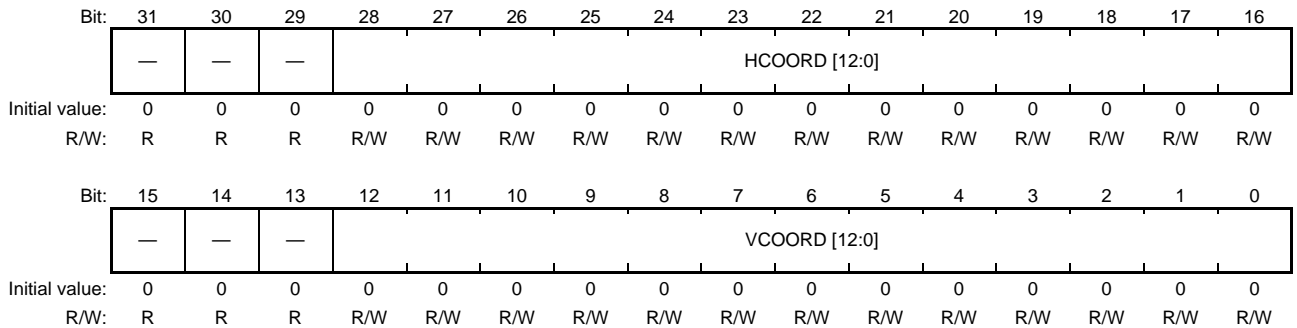 Bit: 31 30 29 28 27 26 25 24 23 22 21 20 19 18 17 16
— — — HCOORD [12:0]
Initial value: 0 0 0 0 0 0 0 0 0 0 0 0 0 0 0 0
R/W: R R R R/W R/W R/W R/W R/W R/W R/W R/W R/W R/W R/W R/W R/W
Bit: 15 14 13 12 11 10 9 8 7 6 5 4 3 2 1 0
— — — VCOORD [12:0]
Initial value: 0 0 0 0 0 0 0 0 0 0 0 0 0 0 0 0
R/W: R R R R/W R/W R/W R/W R/W R/W R/W R/W R/W R/W R/W R/W R/W